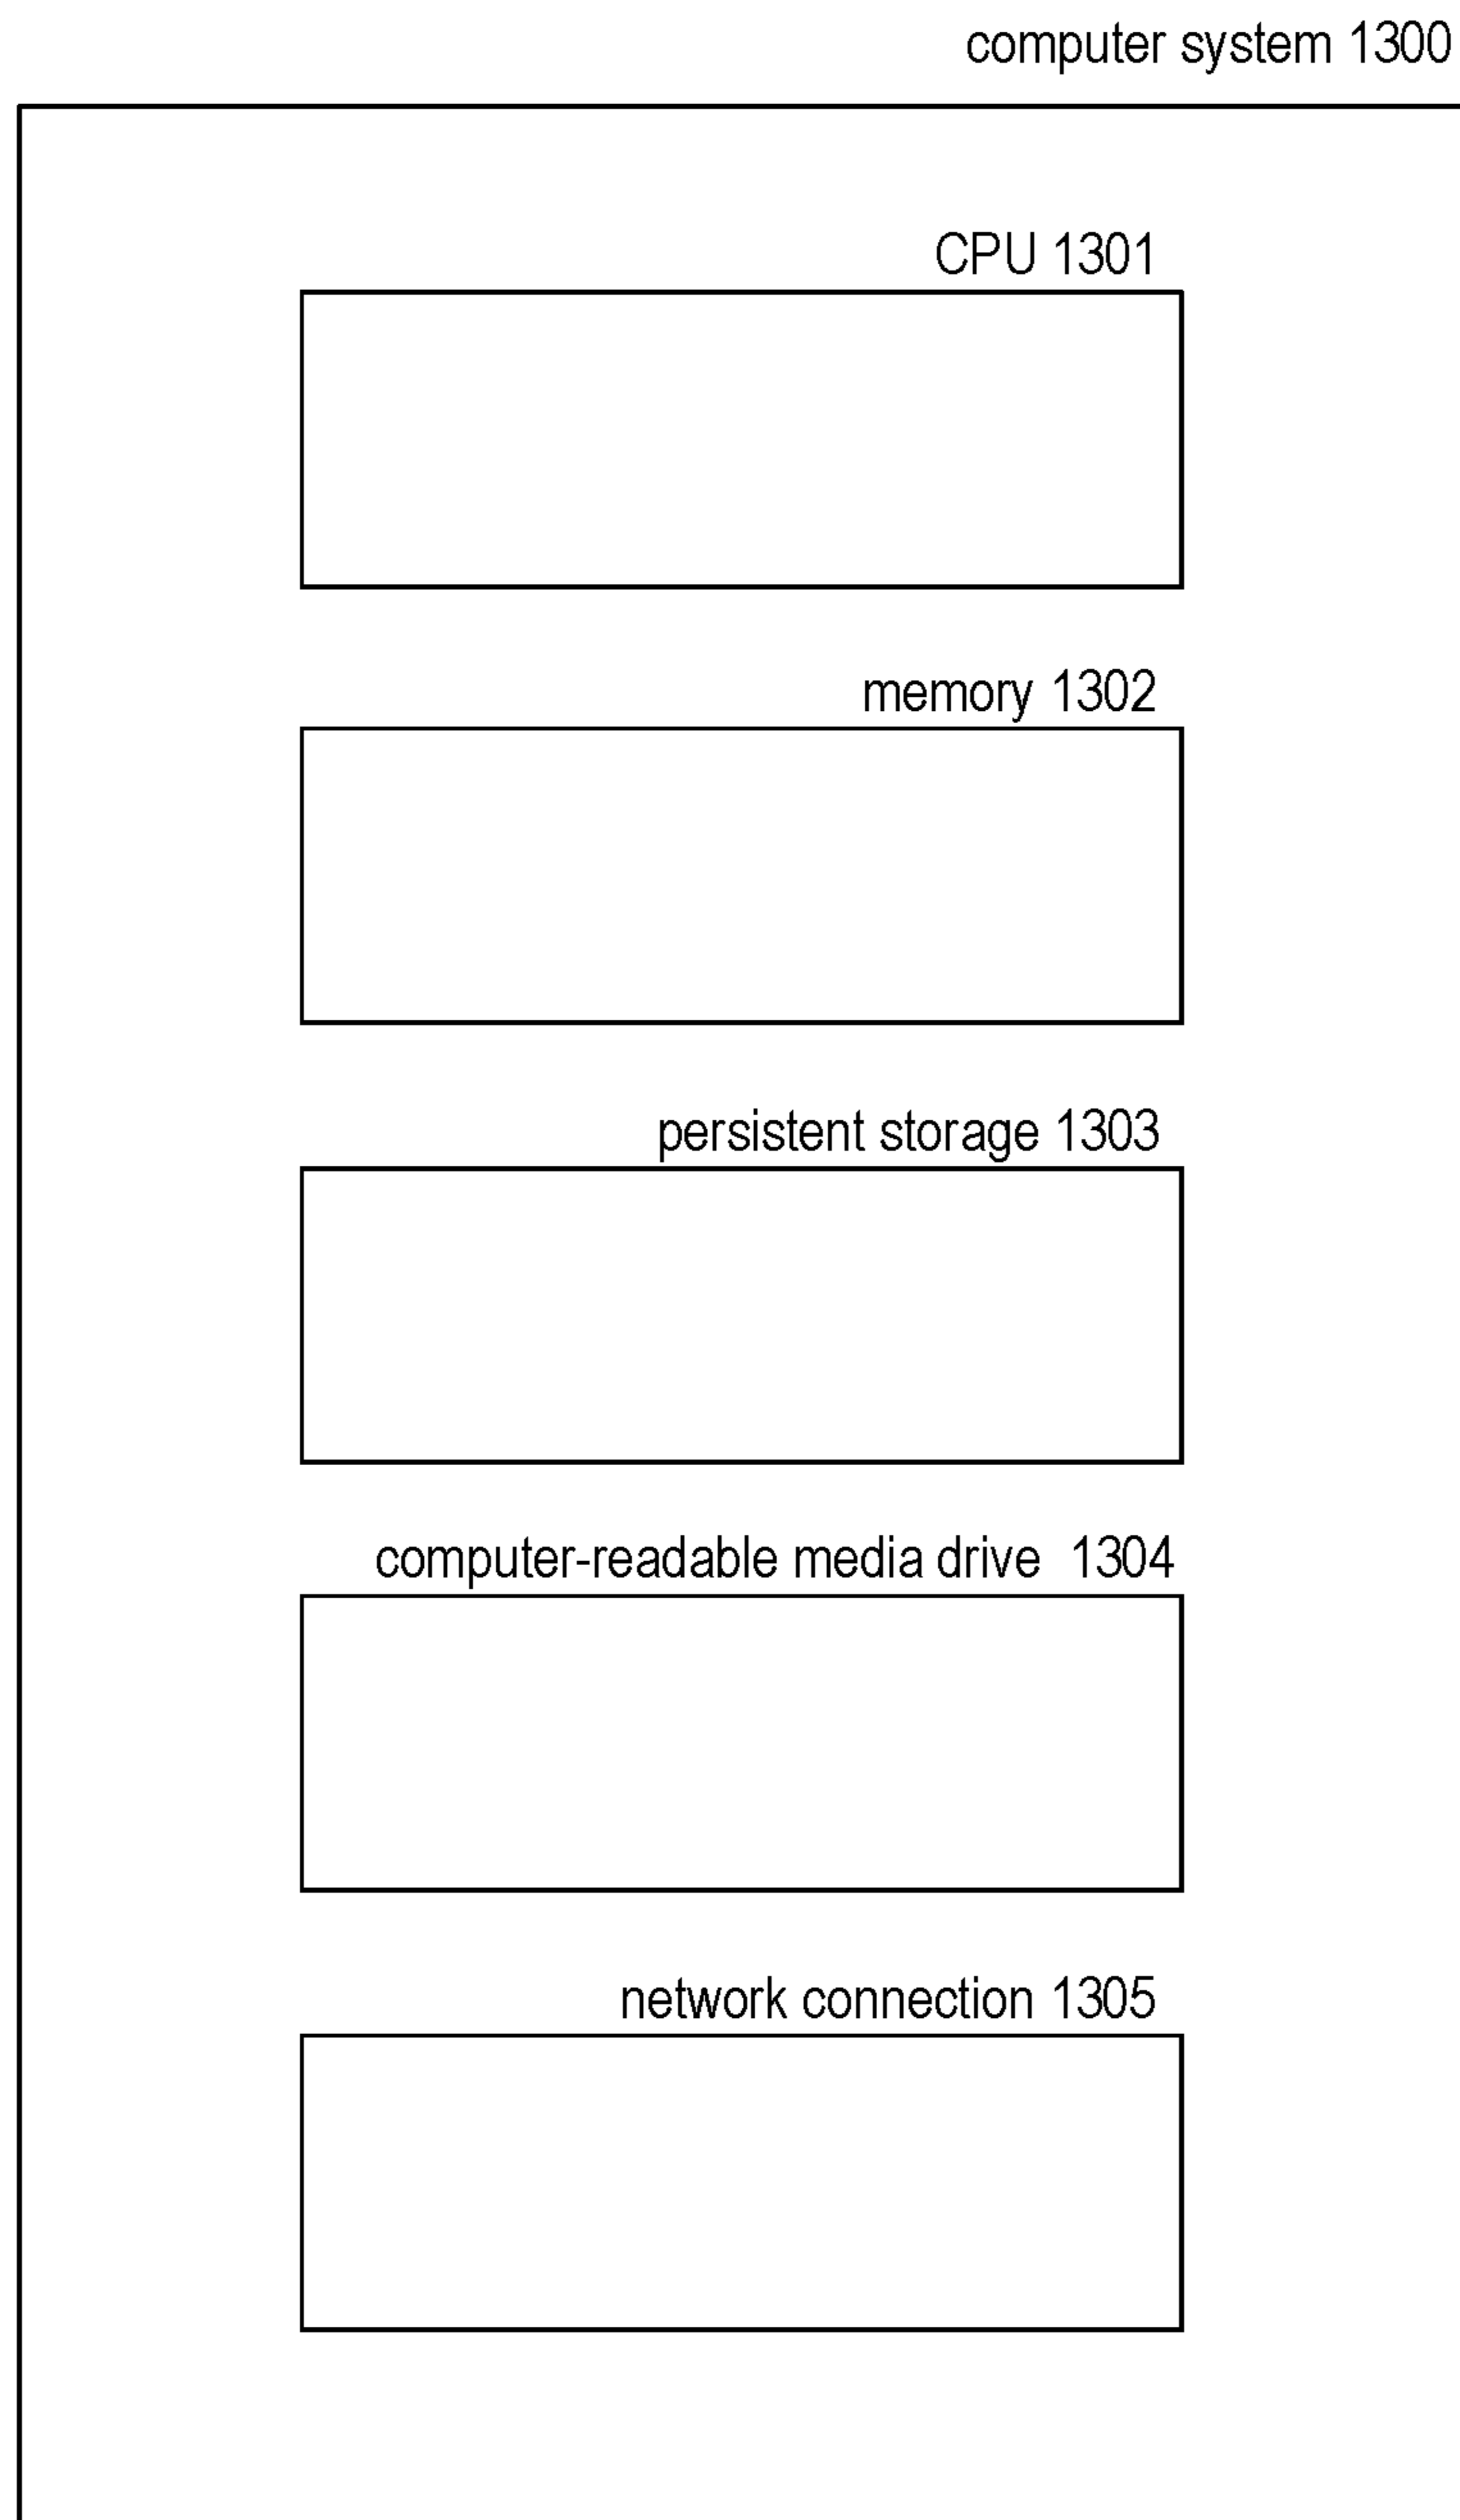 computer system 1300
CPU 1301
memory 1302
persistent storage 1303
computer-readable media drive 1304
network connection 1305